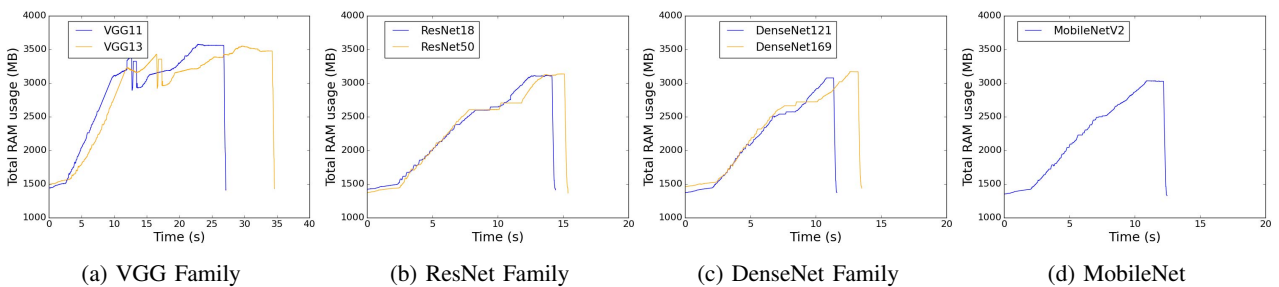 4000
3500
3000
2500
2000
1500
1000
Total RAM usage (MB)
VGG11
VGG13
0 5 10 15 20 25 30 35 40
Time (s)
(a) VGG Family
4000
3500
3000
2500
2000
1500
1000
Total RAM usage (MB)
ResNet18
ResNet50
0 5 10 15 20
Time (s)
(b) ResNet Family
4000
3500
3000
2500
2000
1500
1000
Total RAM usage (MB)
DenseNet121
DenseNet169
0 5 10 15 20
Time (s)
(c) DenseNet Family
4000
3500
3000
2500
2000
1500
1000
Total RAM usage (MB)
MobileNetV2
0 5 10 15 20
Time (s)
(d) MobileNet